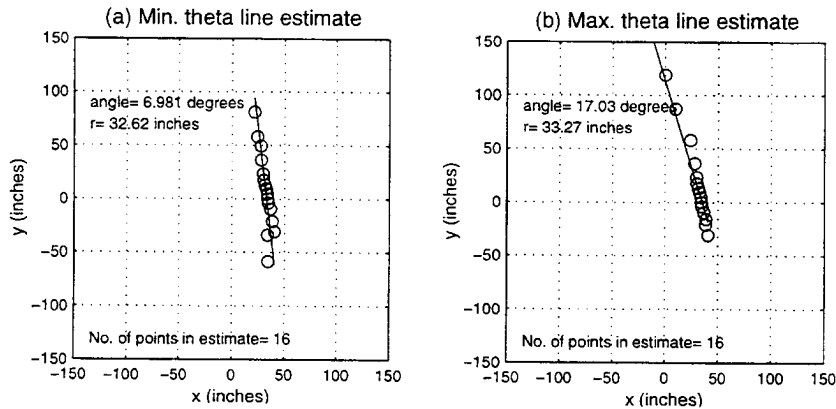 (a) Min. theta line estimate
150
100
50
0
−50
−100
−150
y (inches)
angle= 6.981 degrees
r= 32.62 inches
No. of points in estimate= 16
−150 −100 −50 0 50 100 150
x (inches)
(b) Max. theta line estimate
150
100
50
0
−50
−100
−150
y (inches)
angle= 17.03 degrees
r= 33.27 inches
No. of points in estimate= 16
−150 −100 −50 0 50 100 150
x (inches)